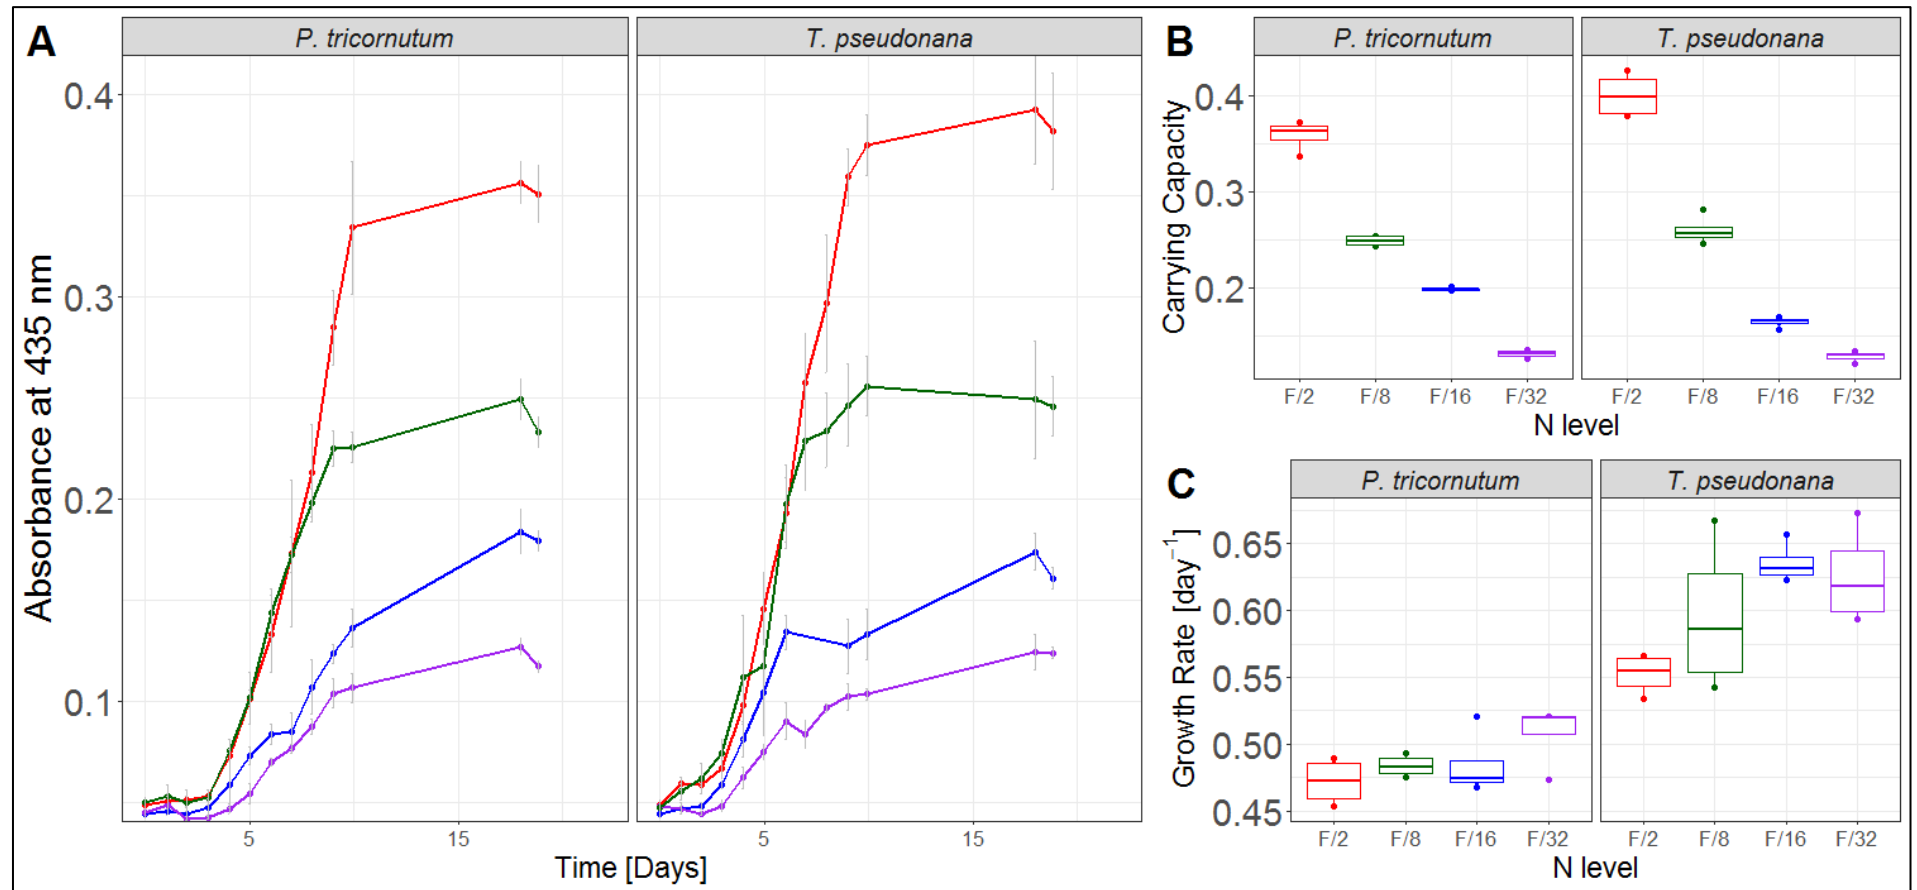 A
P. tricornutum
T. pseudonana
Absorbance at 435 nm
0.4
0.3
0.2
0.1
5
15
5
15
Time [Days]
B
P. tricornutum
T. pseudonana
Carrying Capacity
0.4
0.3
0.2
F/2
F/8
F/16
F/32
F/2
F/8
F/16
F/32
N level
C
P. tricornutum
T. pseudonana
Growth Rate [day⁻¹]
0.65
0.60
0.55
0.50
0.45
F/2
F/8
F/16
F/32
F/2
F/8
F/16
F/32
N level